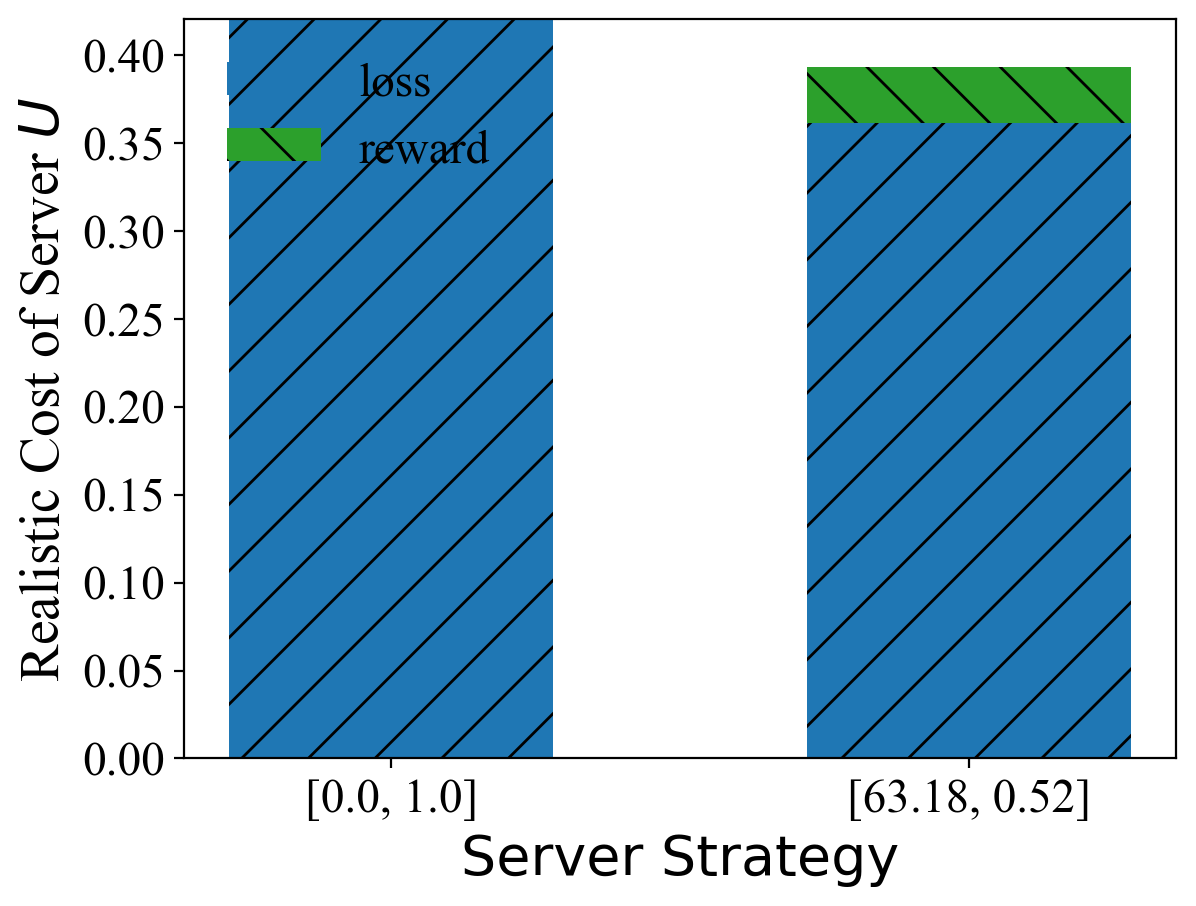 Realistic Cost of Server U
0.40
0.35
0.30
0.25
0.20
0.15
0.10
0.05
0.00
loss
reward
[0.0, 1.0]
[63.18, 0.52]
Server Strategy